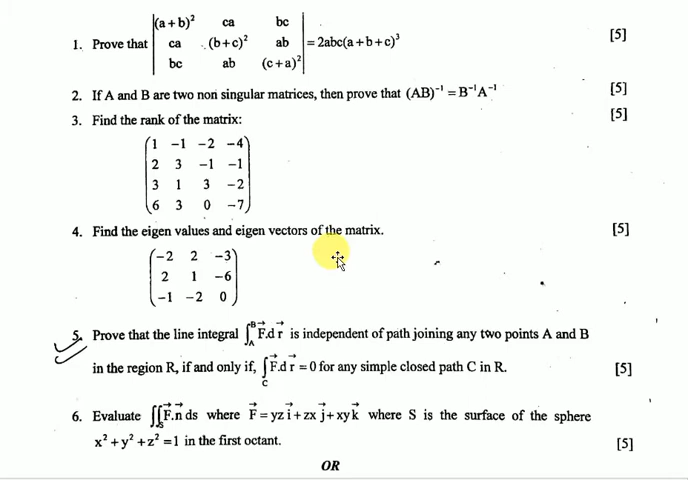 1. Prove that |(a+b)² ca bc| = 2abc(a+b+c)³ [5]
|ca (b+c)² ab|
|bc ab (c+a)²|
2. If A and B are two non singular matrices, then prove that (AB)⁻¹ = B⁻¹A⁻¹ [5]
3. Find the rank of the matrix: [5]
(1 -1 -2 -4)
(2 3 -1 -1)
(3 1 3 -2)
(6 3 0 -7)
4. Find the eigen values and eigen vectors of the matrix. [5]
(-2 2 -3)
(2 1 -6)
(-1 -2 0)
5. Prove that the line integral ∫_A^B F⃗.d r⃗ is independent of path joining any two points A and B
in the region R, if and only if, ∫_C F⃗.d r⃗ = 0 for any simple closed path C in R. [5]
6. Evaluate ∬_S F⃗.n⃗ ds where F⃗ = yz i⃗ + zx j⃗ + xy k⃗ where S is the surface of the sphere
x² + y² + z² = 1 in the first octant. [5]
OR